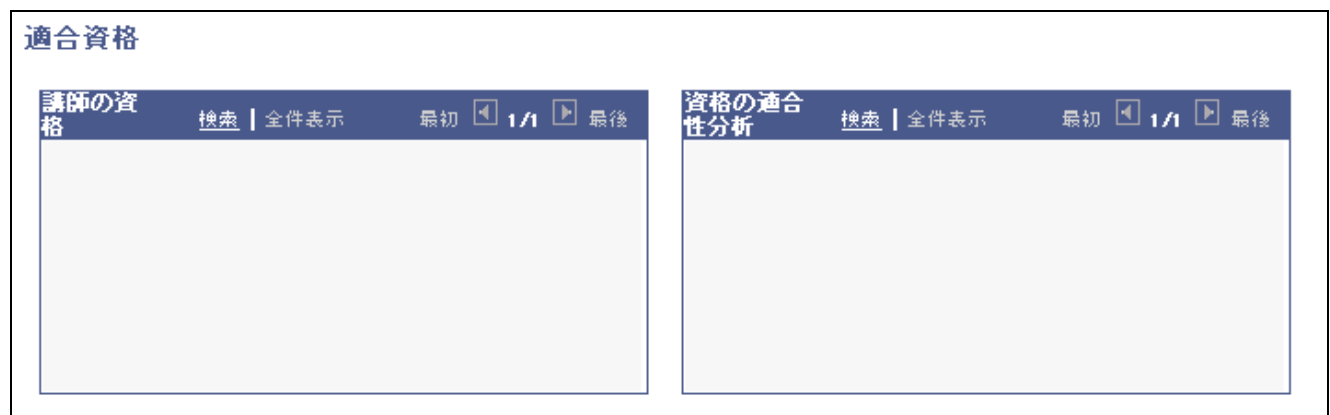 適合資格
講師の資
格
検索 | 全件表示
最初 1/1 最後
資格の適合
性分析
検索 | 全件表示
最初 1/1 最後